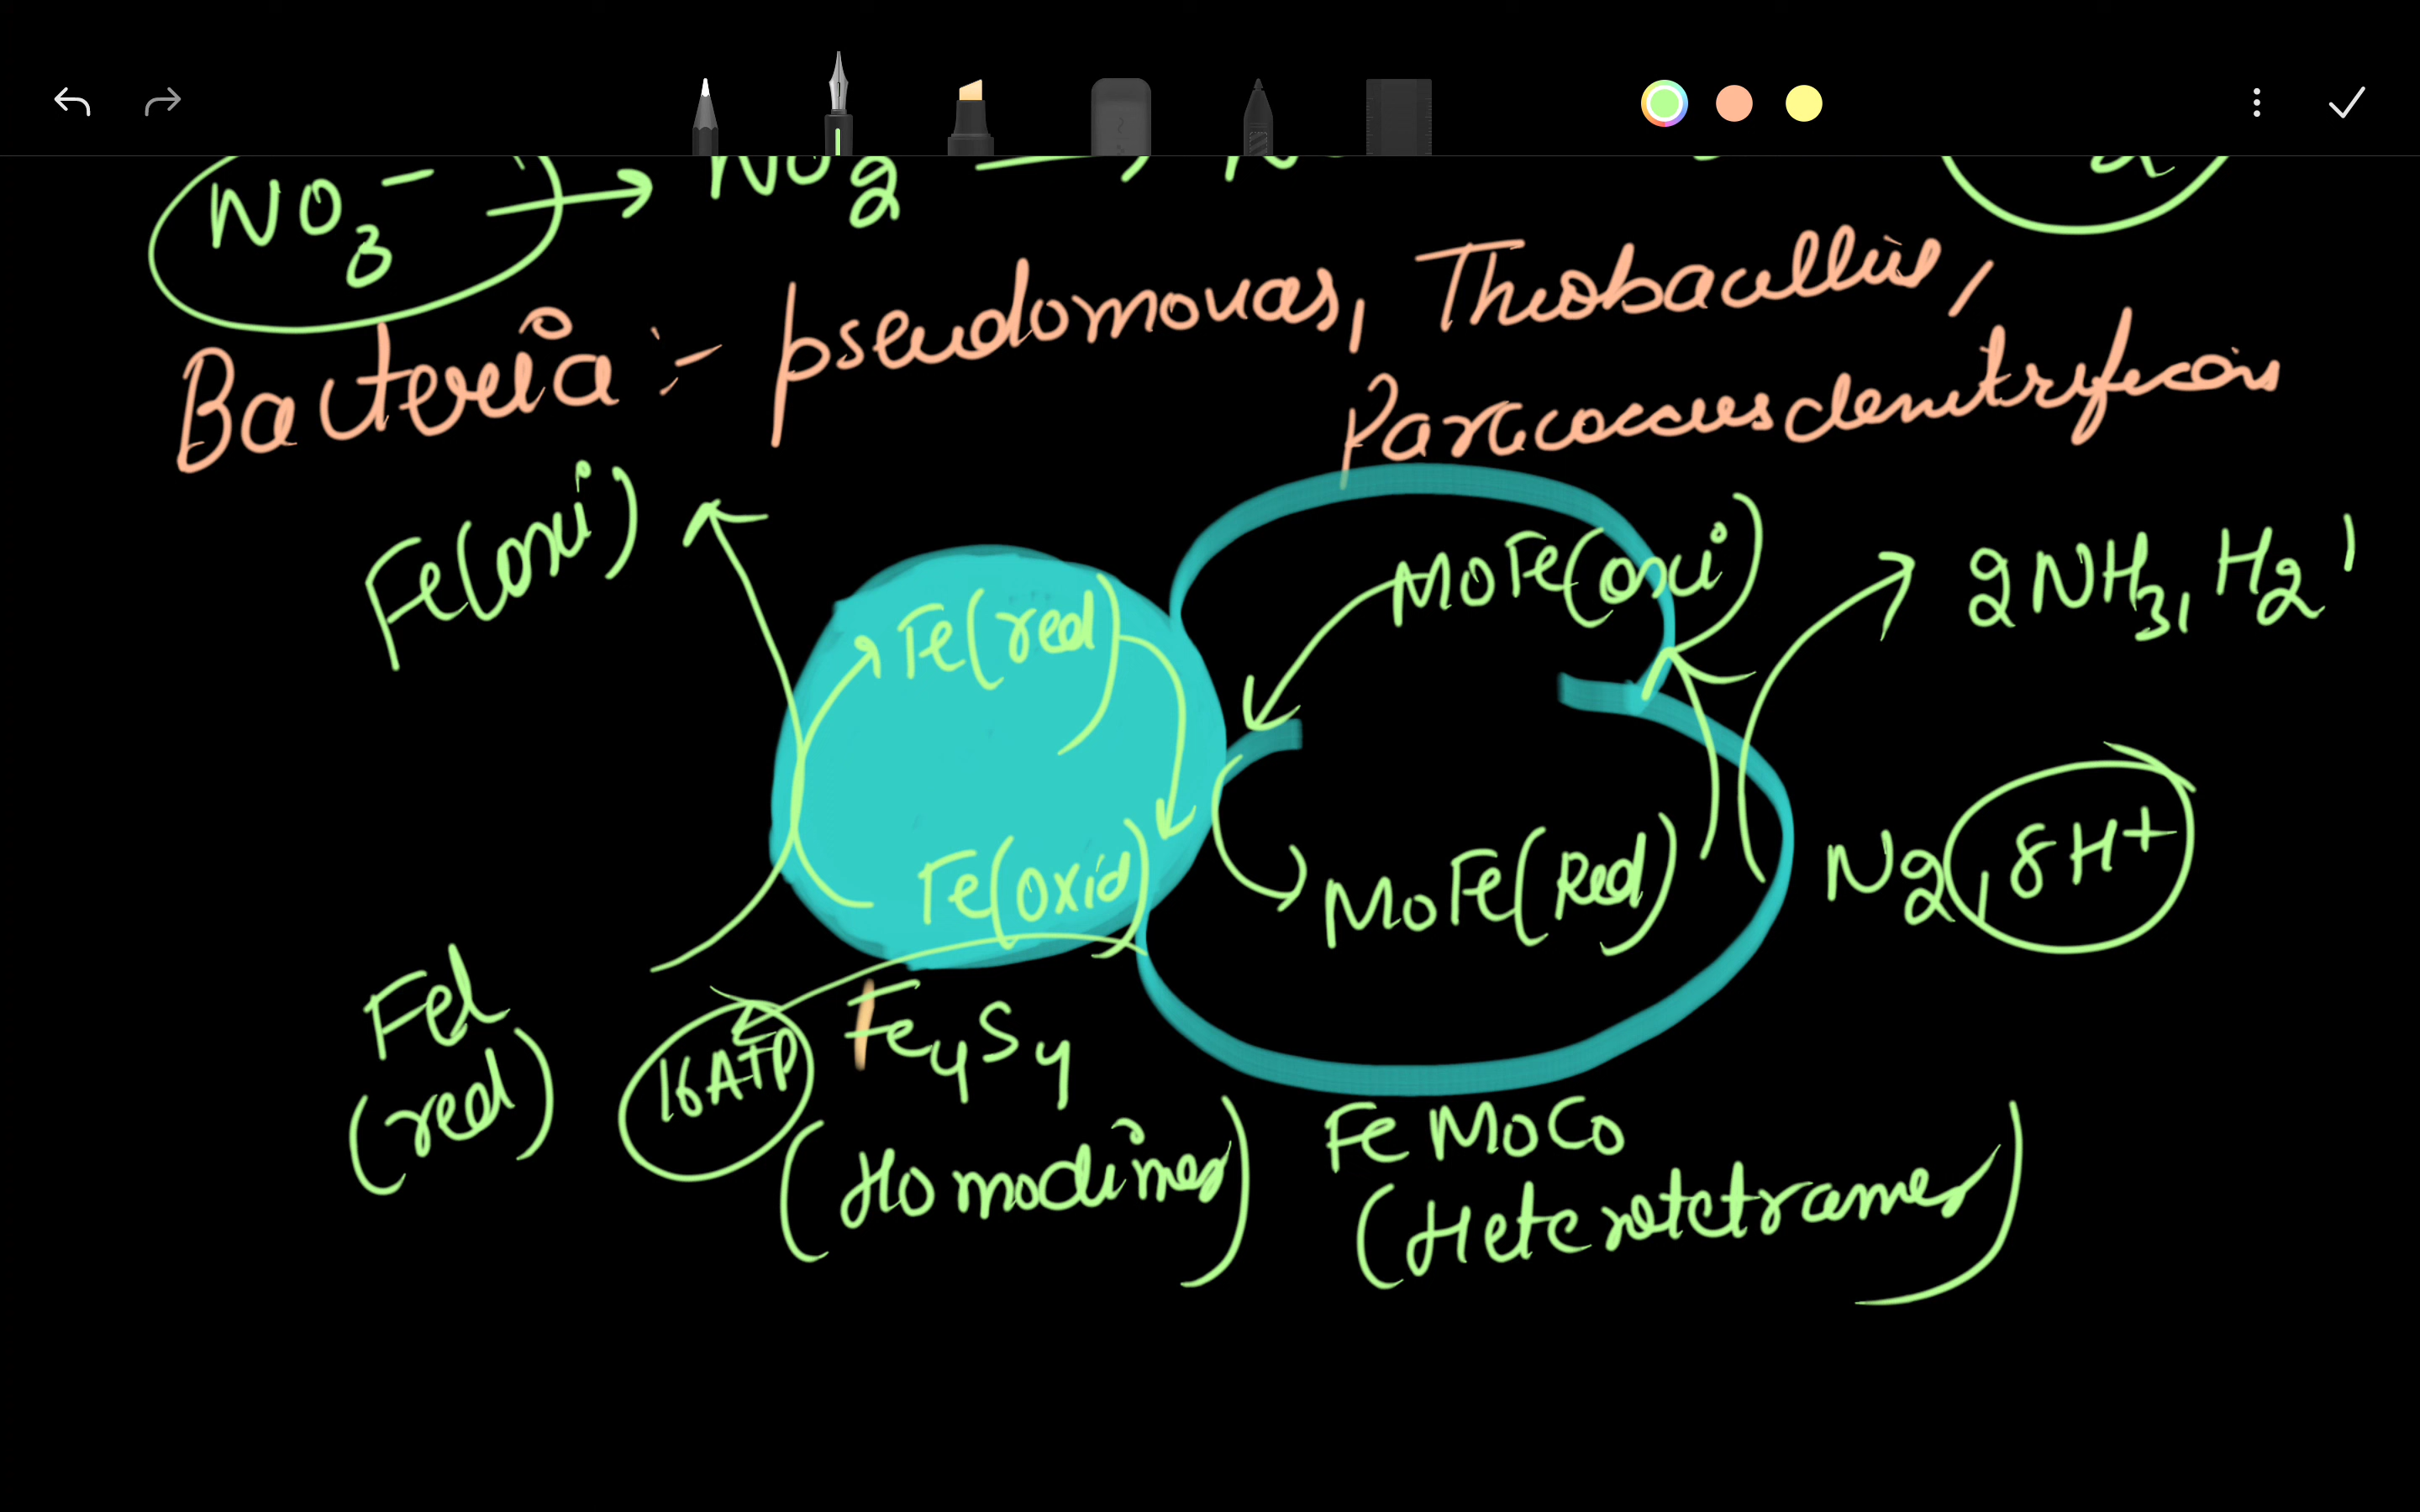 NO3- → NO2 →
Bacteria :- pseudomonas, Thiobacillus,
Paracoccus denitrificans
Fe(oxi)
Fe(red)
MoFe(oxi)
2NH3, H2
Fe(oxid)
MoFe(Red)
N2, 8H+
Fd
(red)
16ATP
Fe4S4
(Homodimer)
FeMoCo
(Heterotetramer)